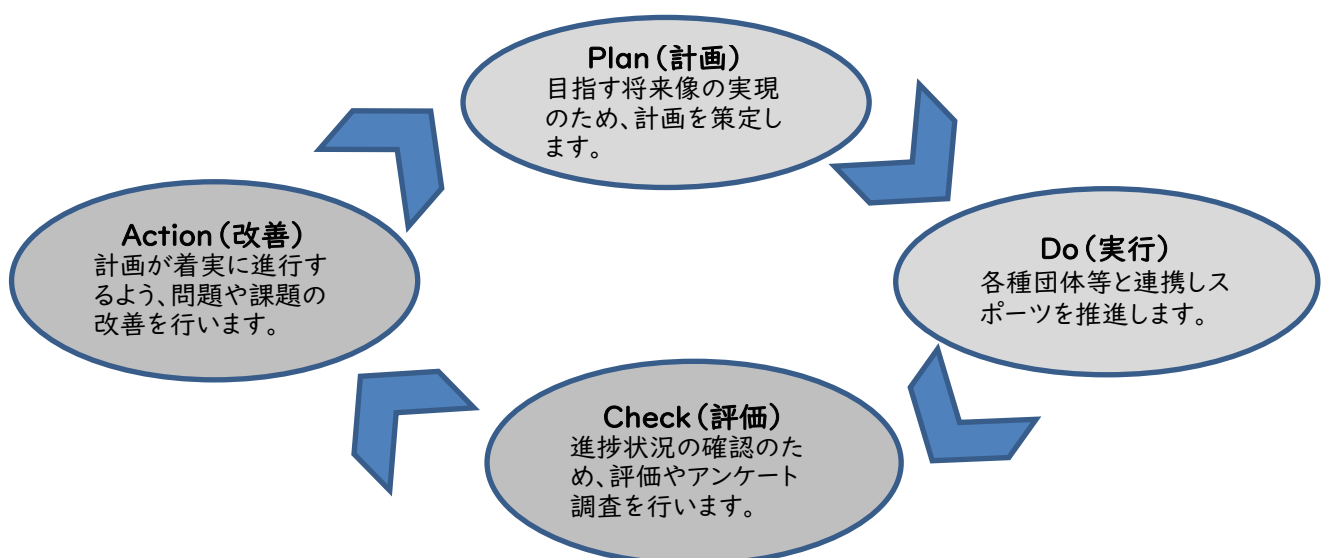 Plan（計画）
目指す将来像の実現
のため、計画を策定し
ます。
Action（改善）
計画が着実に進行す
るよう、問題や課題の
改善を行います。
Do（実行）
各種団体等と連携しス
ポーツを推進します。
Check（評価）
進捗状況の確認のた
め、評価やアンケート
調査を行います。